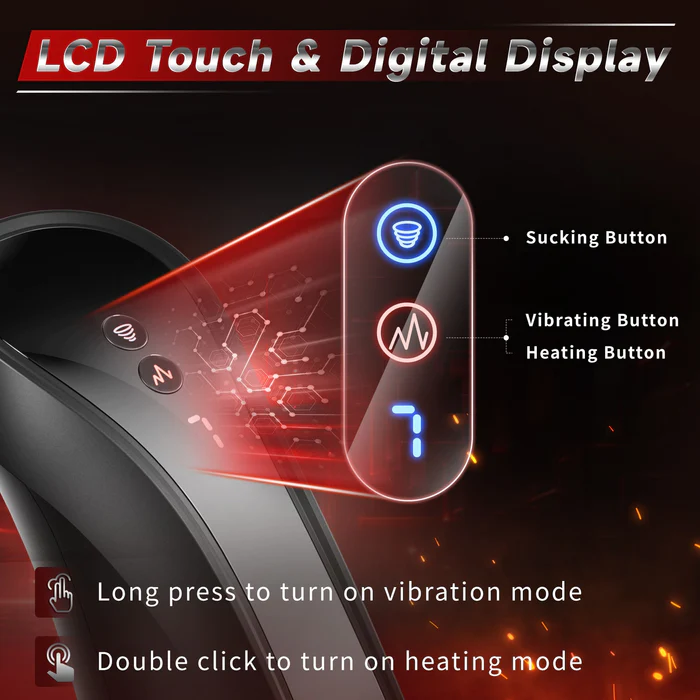 LCD Touch & Digital Display
Sucking Button
Vibrating Button
Heating Button
7
7
Long press to turn on vibration mode
Double click to turn on heating mode